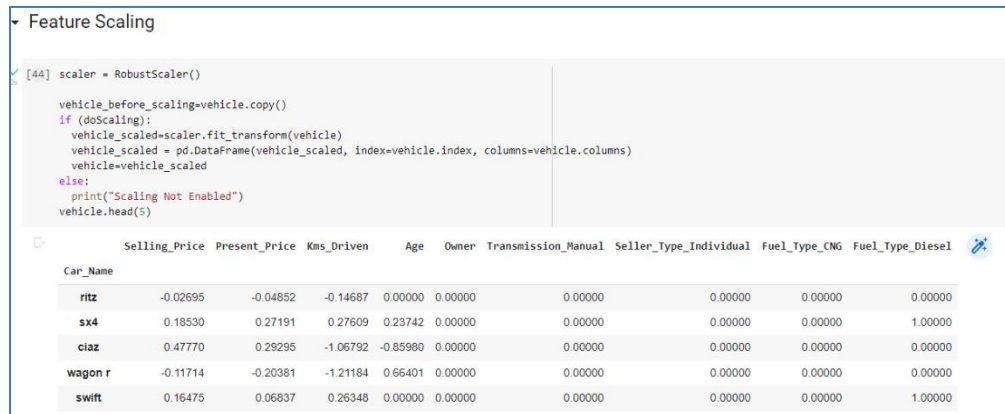 Feature Scaling
[44] scaler = RobustScaler()
vehicle_before_scaling=vehicle.copy()
if (doScaling):
  vehicle_scaled=scaler.fit_transform(vehicle)
  vehicle_scaled = pd.DataFrame(vehicle_scaled, index=vehicle.index, columns=vehicle.columns)
  vehicle=vehicle_scaled
else:
  print("Scaling Not Enabled")
vehicle.head(5)
Selling_Price Present_Price Kms_Driven Age Owner Transmission_Manual Seller_Type_Individual Fuel_Type_CNG Fuel_Type_Diesel
Car_Name
ritz -0.02695 -0.04852 -0.14687 0.00000 0.00000 0.00000 0.00000 0.00000 0.00000
sx4 0.18530 0.27191 0.27609 0.23742 0.00000 0.00000 0.00000 0.00000 1.00000
ciaz 0.47770 0.29295 -1.06792 -0.85980 0.00000 0.00000 0.00000 0.00000 0.00000
wagon r -0.11714 -0.20381 -1.21184 0.66401 0.00000 0.00000 0.00000 0.00000 0.00000
swift 0.16475 0.06837 0.26348 0.00000 0.00000 0.00000 0.00000 0.00000 1.00000